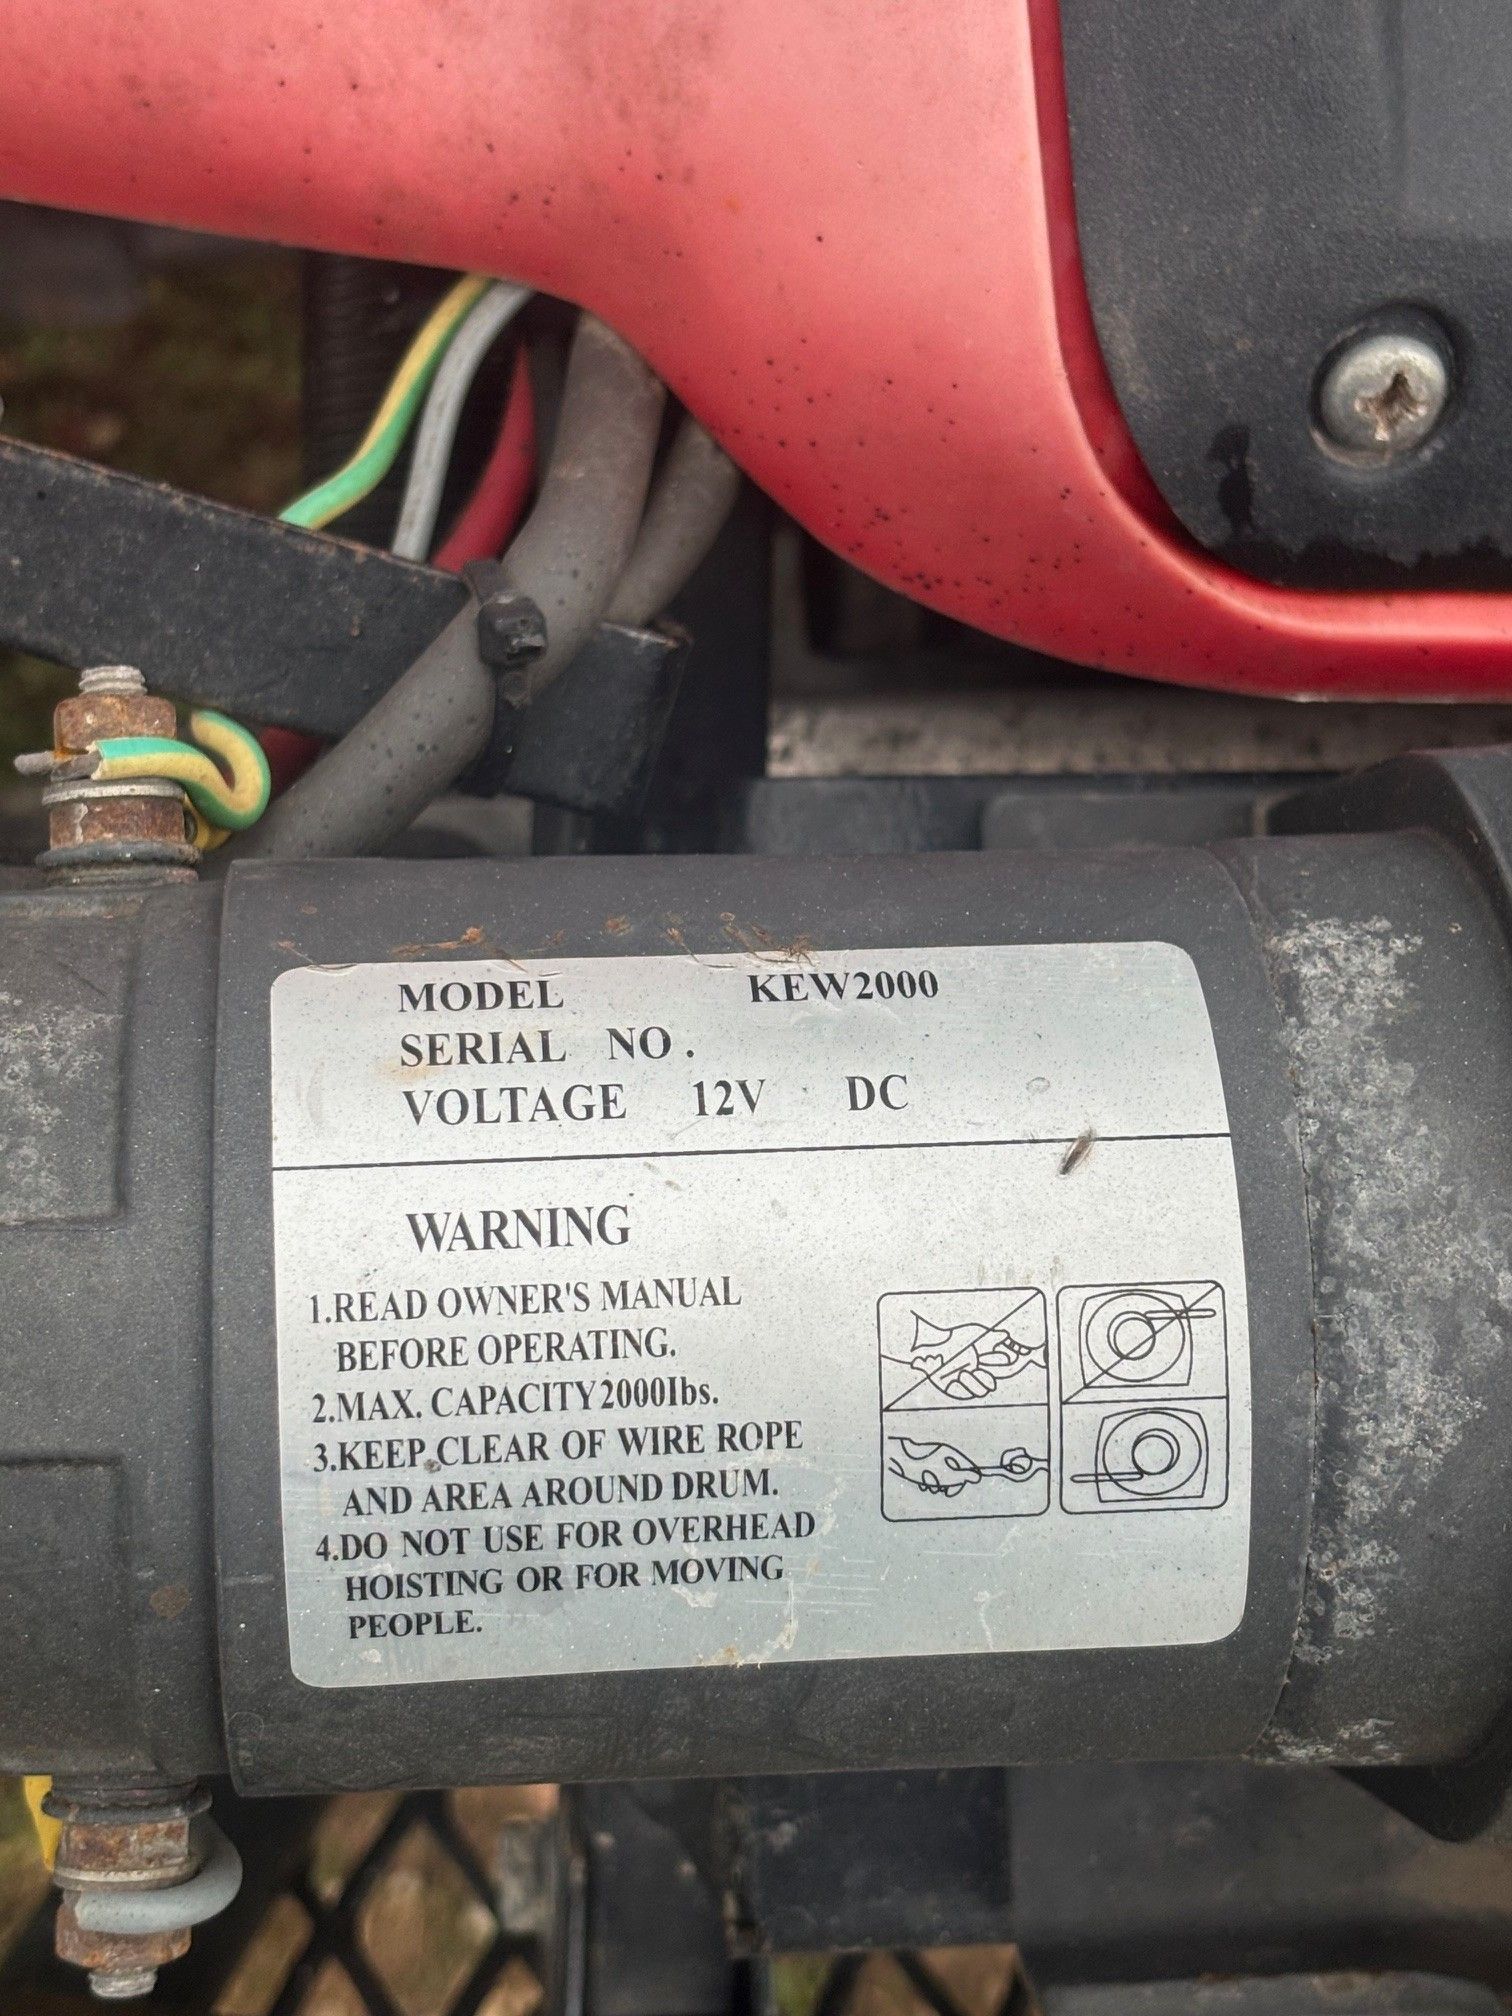 MODEL KEW2000
SERIAL NO.
VOLTAGE 12V DC
WARNING
1.READ OWNER'S MANUAL
BEFORE OPERATING.
2.MAX. CAPACITY2000Ibs.
3.KEEP CLEAR OF WIRE ROPE
AND AREA AROUND DRUM.
4.DO NOT USE FOR OVERHEAD
HOISTING OR FOR MOVING
PEOPLE.